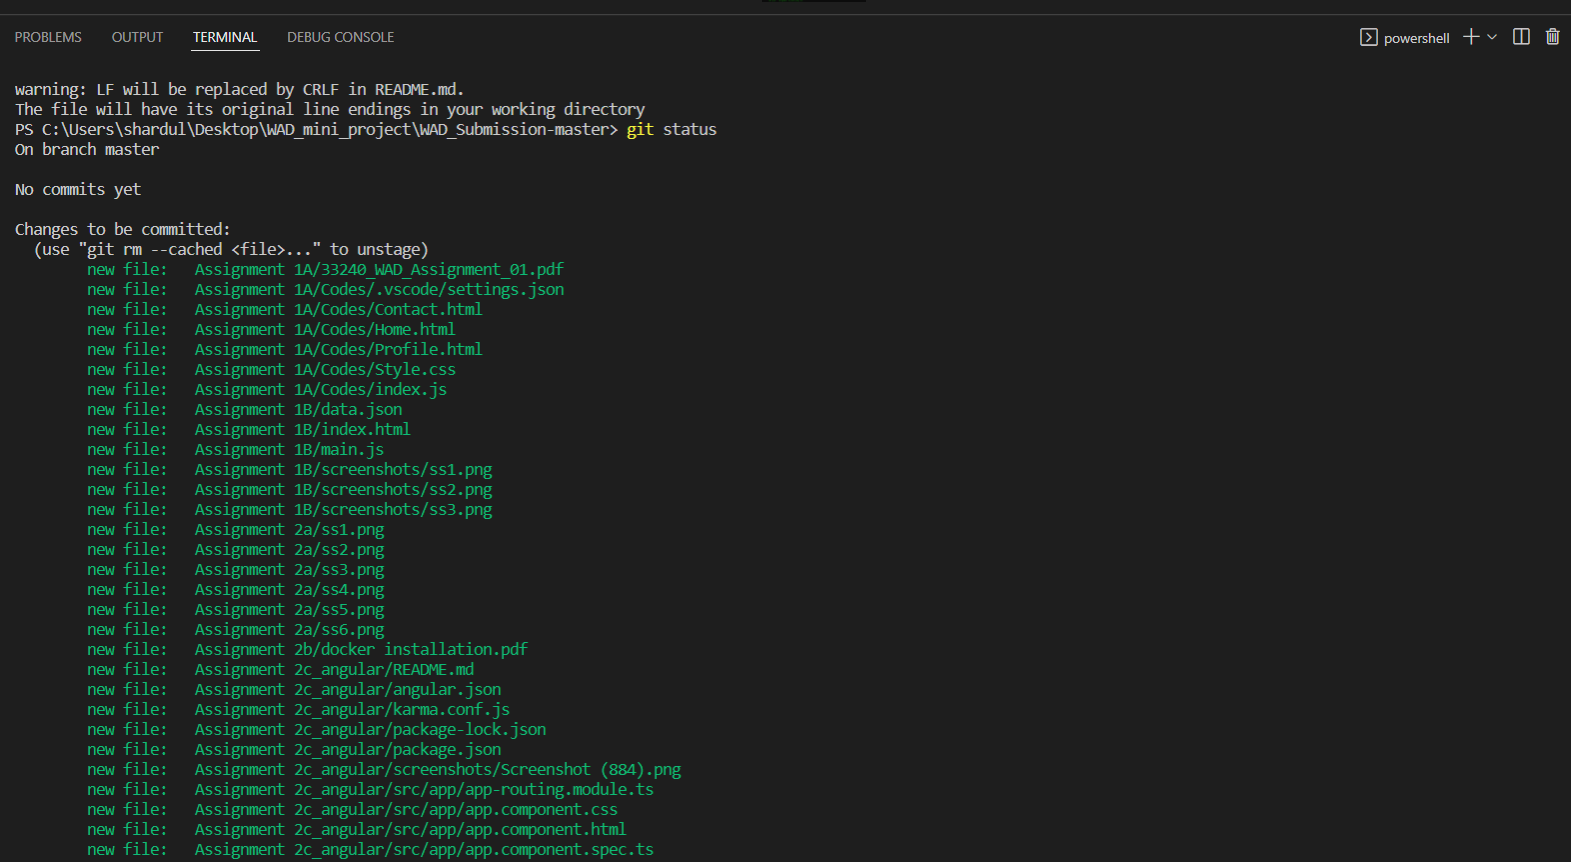 PROBLEMS OUTPUT TERMINAL DEBUG CONSOLE powershell
warning: LF will be replaced by CRLF in README.md.
The file will have its original line endings in your working directory
PS C:\Users\shardul\Desktop\WAD_mini_project\WAD_Submission-master> git status
On branch master
No commits yet
Changes to be committed:
  (use "git rm --cached <file>..." to unstage)
        new file:   Assignment 1A/33240_WAD_Assignment_01.pdf
        new file:   Assignment 1A/Codes/.vscode/settings.json
        new file:   Assignment 1A/Codes/Contact.html
        new file:   Assignment 1A/Codes/Home.html
        new file:   Assignment 1A/Codes/Profile.html
        new file:   Assignment 1A/Codes/Style.css
        new file:   Assignment 1A/Codes/index.js
        new file:   Assignment 1B/data.json
        new file:   Assignment 1B/index.html
        new file:   Assignment 1B/main.js
        new file:   Assignment 1B/screenshots/ss1.png
        new file:   Assignment 1B/screenshots/ss2.png
        new file:   Assignment 1B/screenshots/ss3.png
        new file:   Assignment 2a/ss1.png
        new file:   Assignment 2a/ss2.png
        new file:   Assignment 2a/ss3.png
        new file:   Assignment 2a/ss4.png
        new file:   Assignment 2a/ss5.png
        new file:   Assignment 2a/ss6.png
        new file:   Assignment 2b/docker installation.pdf
        new file:   Assignment 2c_angular/README.md
        new file:   Assignment 2c_angular/angular.json
        new file:   Assignment 2c_angular/karma.conf.js
        new file:   Assignment 2c_angular/package-lock.json
        new file:   Assignment 2c_angular/package.json
        new file:   Assignment 2c_angular/screenshots/Screenshot (884).png
        new file:   Assignment 2c_angular/src/app/app-routing.module.ts
        new file:   Assignment 2c_angular/src/app/app.component.css
        new file:   Assignment 2c_angular/src/app/app.component.html
        new file:   Assignment 2c_angular/src/app/app.component.spec.ts